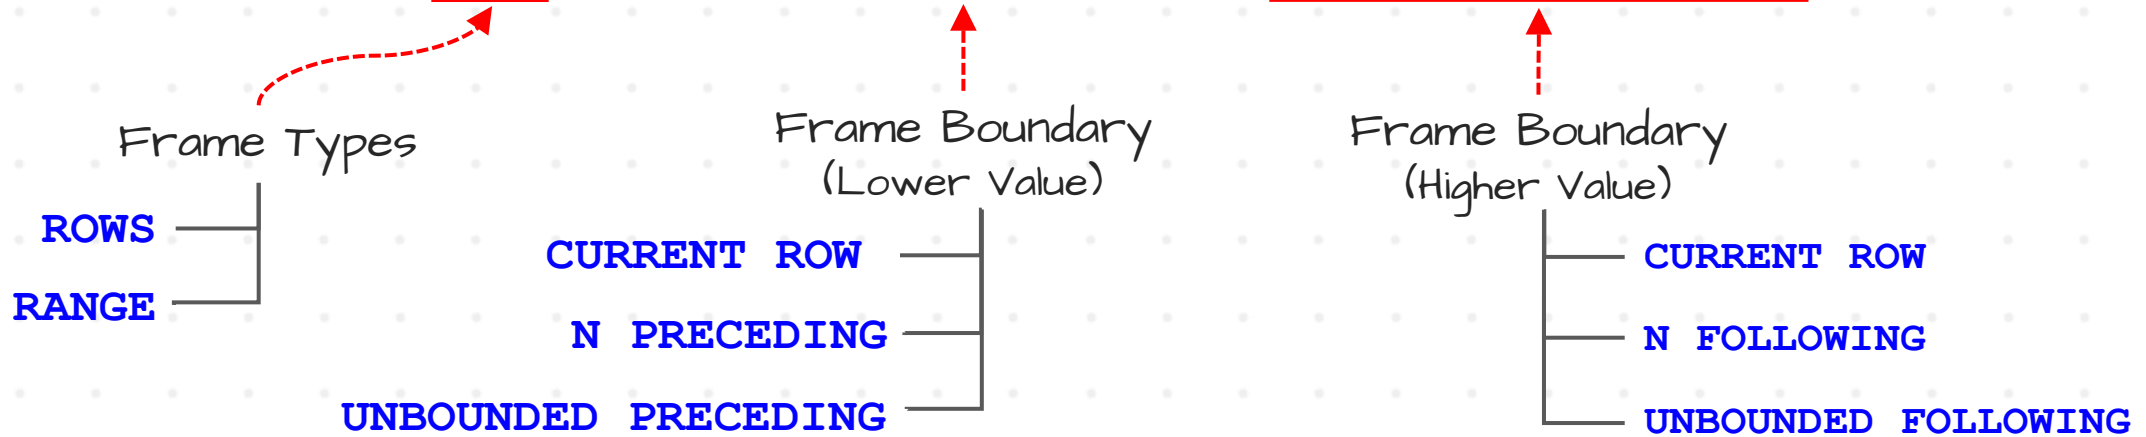 Frame Types
ROWS
RANGE
Frame Boundary
(Lower Value)
CURRENT ROW
N PRECEDING
UNBOUNDED PRECEDING
Frame Boundary
(Higher Value)
CURRENT ROW
N FOLLOWING
UNBOUNDED FOLLOWING